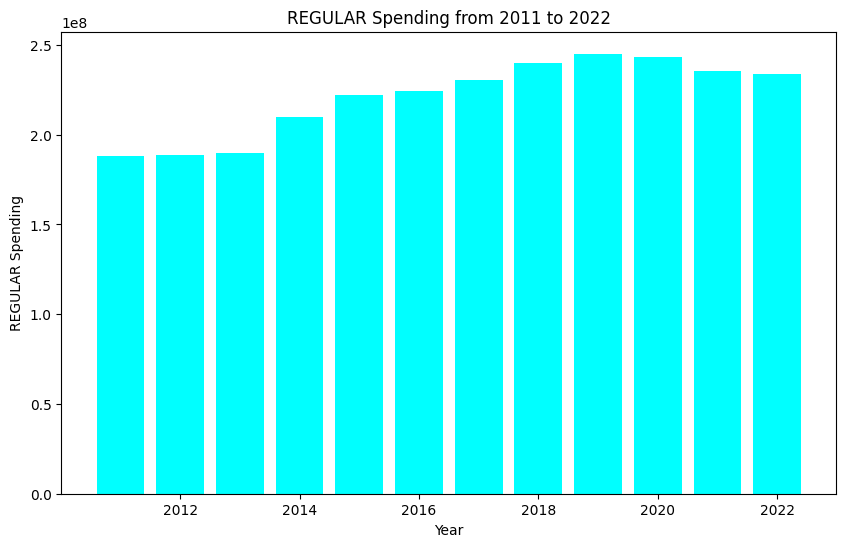 REGULAR Spending from 2011 to 2022
1e8
2.5
2.0
1.5
1.0
0.5
0.0
REGULAR Spending
2012 2014 2016 2018 2020 2022
Year